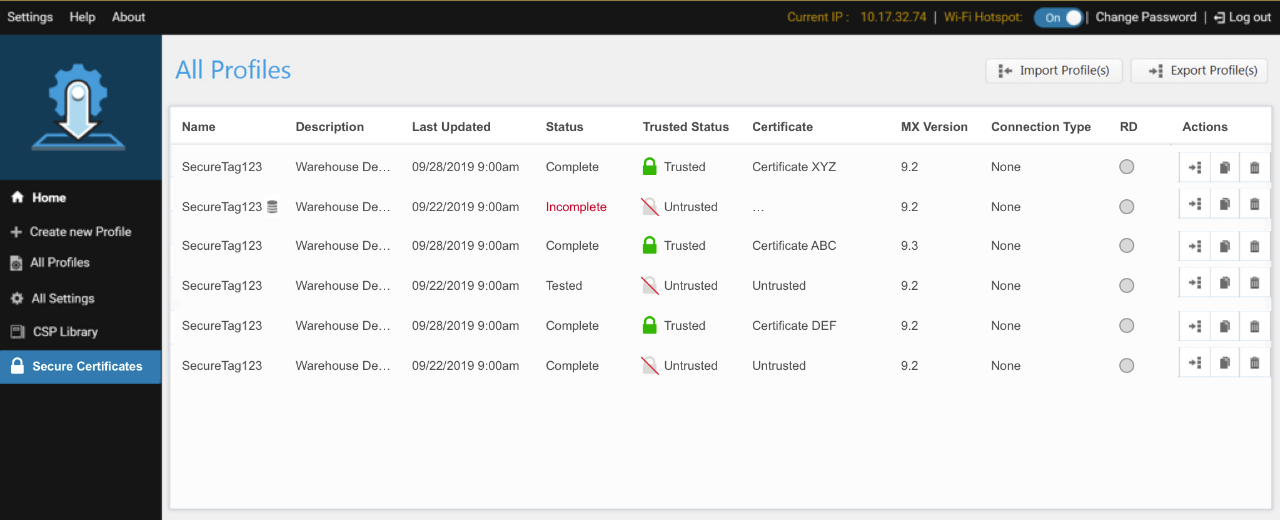 Settings Help About Current IP : 10.17.32.74 | Wi-Fi Hotspot: On | Change Password | Log out
All Profiles Import Profile(s) Export Profile(s)
Name Description Last Updated Status Trusted Status Certificate MX Version Connection Type RD Actions
SecureTag123 Warehouse De... 09/28/2019 9:00am Complete Trusted Certificate XYZ 9.2 None
SecureTag123 Warehouse De... 09/22/2019 9:00am Incomplete Untrusted ... 9.2 None
SecureTag123 Warehouse De... 09/28/2019 9:00am Complete Trusted Certificate ABC 9.3 None
SecureTag123 Warehouse De... 09/22/2019 9:00am Tested Untrusted Untrusted 9.2 None
SecureTag123 Warehouse De... 09/28/2019 9:00am Complete Trusted Certificate DEF 9.2 None
SecureTag123 Warehouse De... 09/22/2019 9:00am Complete Untrusted Untrusted 9.2 None
Home
Create new Profile
All Profiles
All Settings
CSP Library
Secure Certificates